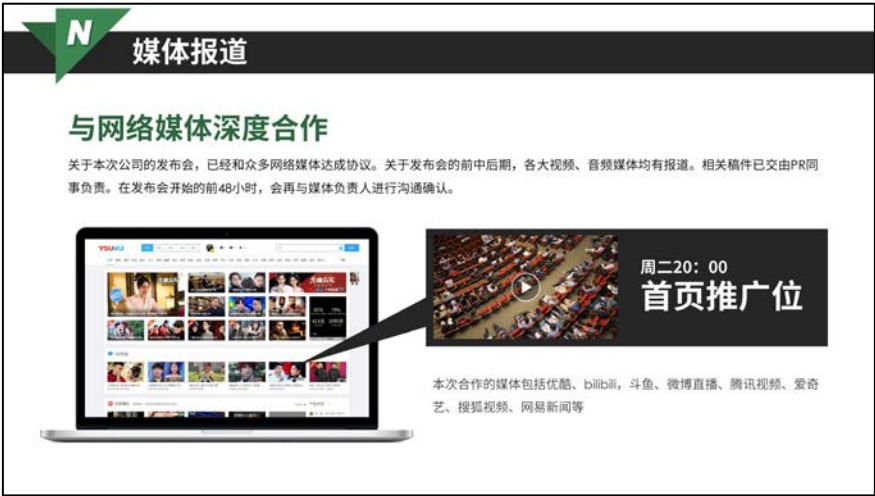 N
媒体报道
与网络媒体深度合作
关于本次公司的发布会，已经和众多网络媒体达成协议。关于发布会的前中后期，各大视频、音频媒体均有报道。相关稿件已交由PR同
事负责。在发布会开始的前48小时，会再与媒体负责人进行沟通确认。
YOUKU
周二20：00
首页推广位
本次合作的媒体包括优酷、bilibili，斗鱼、微博直播、腾讯视频、爱奇
艺、搜狐视频、网易新闻等